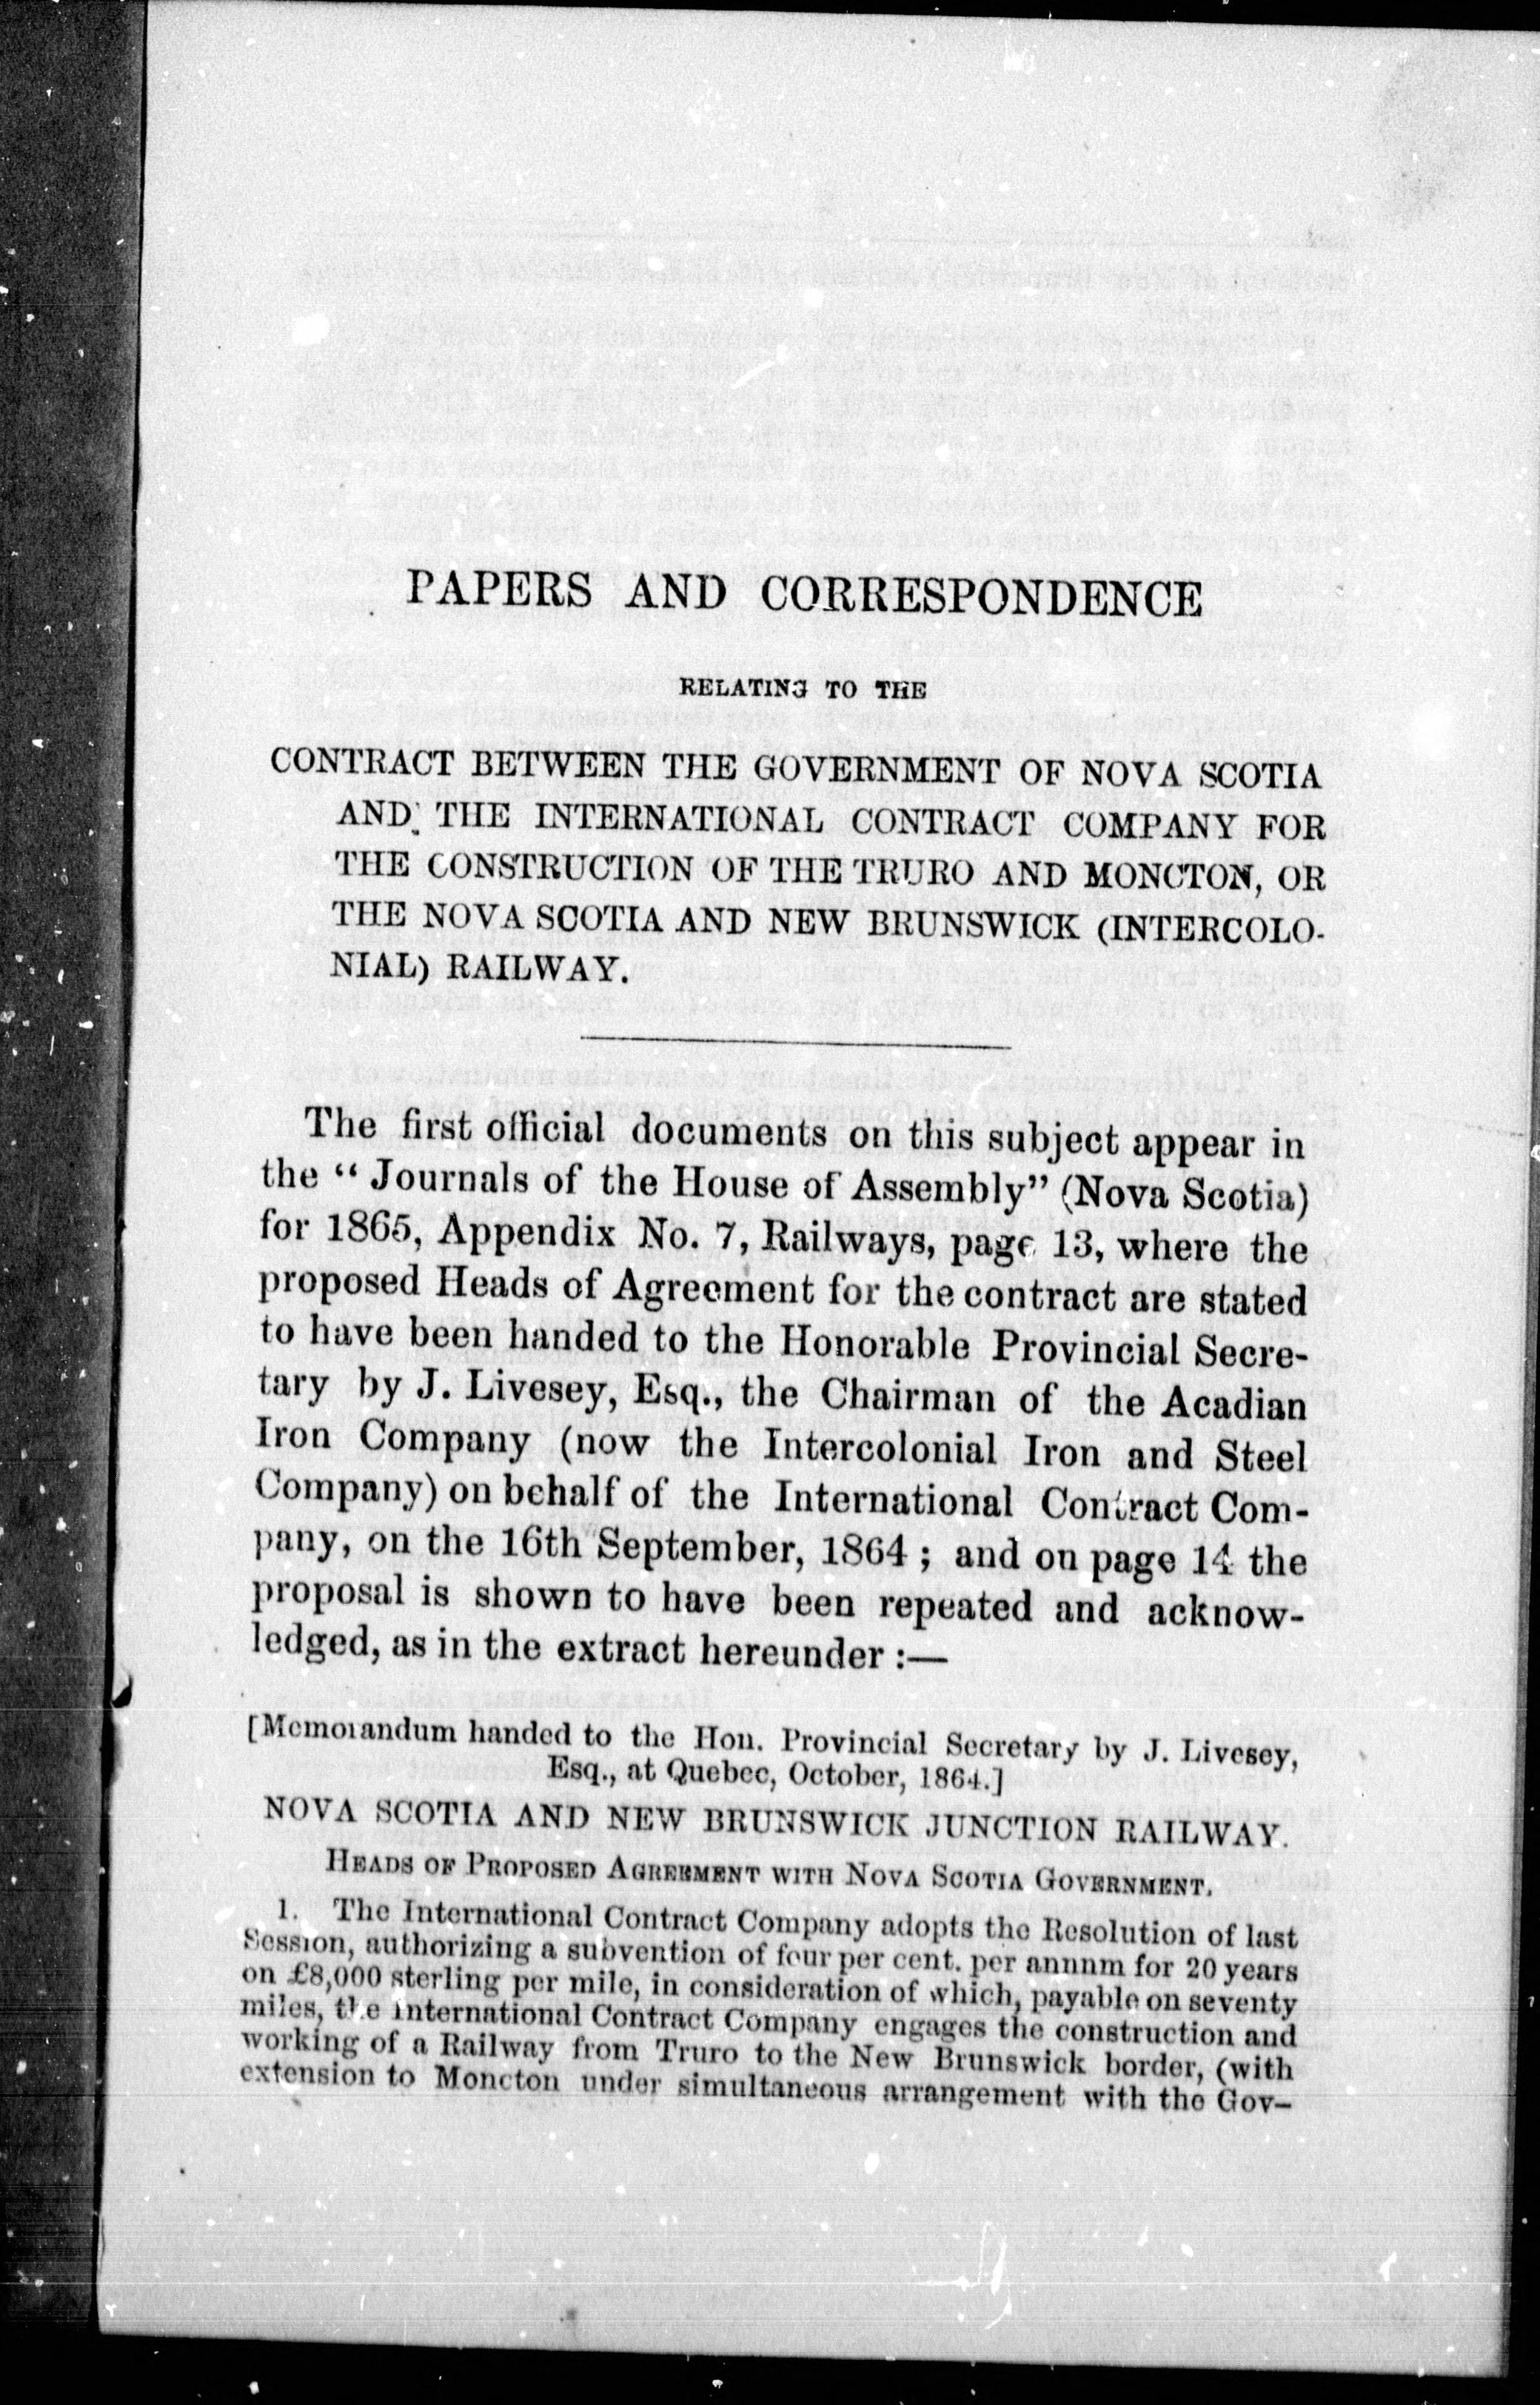 PAPERS AND CORRESPONDENCE
RELATING TO THE
CONTRACT BETWEEN THE GOVERNMENT OF NOVA SCOTIA
AND THE INTERNATIONAL CONTRACT COMPANY FOR
THE CONSTRUCTION OF THE TRURO AND MONCTON, OR
THE NOVA SCOTIA AND NEW BRUNSWICK (INTERCOLO-
NIAL) RAILWAY.
The first official documents on this subject appear in
the “ Journals of the House of Assembly” (Nova Scotia)
for 1865, Appendix No. 7, Railways, page 13, where the
proposed Heads of Agreement for the contract are stated
to have been handed to the Honorable Provincial Secre-
tary by J. Livesey, Esq., the Chairman of the Acadian
Iron Company (now the Intercolonial Iron and Steel
Company) on behalf of the International Contract Com-
pany, on the 16th September, 1864 ; and on page 14 the
proposal is shown to have been repeated and acknow-
ledged, as in the extract hereunder :—
[Memorandum handed to the Hon. Provincial Secretary by J. Livesey,
Esq., at Quebec, October, 1864.]
NOVA SCOTIA AND NEW BRUNSWICK JUNCTION RAILWAY.
HEADS OF PROPOSED AGREEMENT WITH NOVA SCOTIA GOVERNMENT.
1. The International Contract Company adopts the Resolution of last
Session, authorizing a subvention of four per cent. per annum for 20 years
on £8,000 sterling per mile, in consideration of which, payable on seventy
miles, the International Contract Company engages the construction and
working of a Railway from Truro to the New Brunswick border, (with
extension to Moncton under simultaneous arrangement with the Gov-